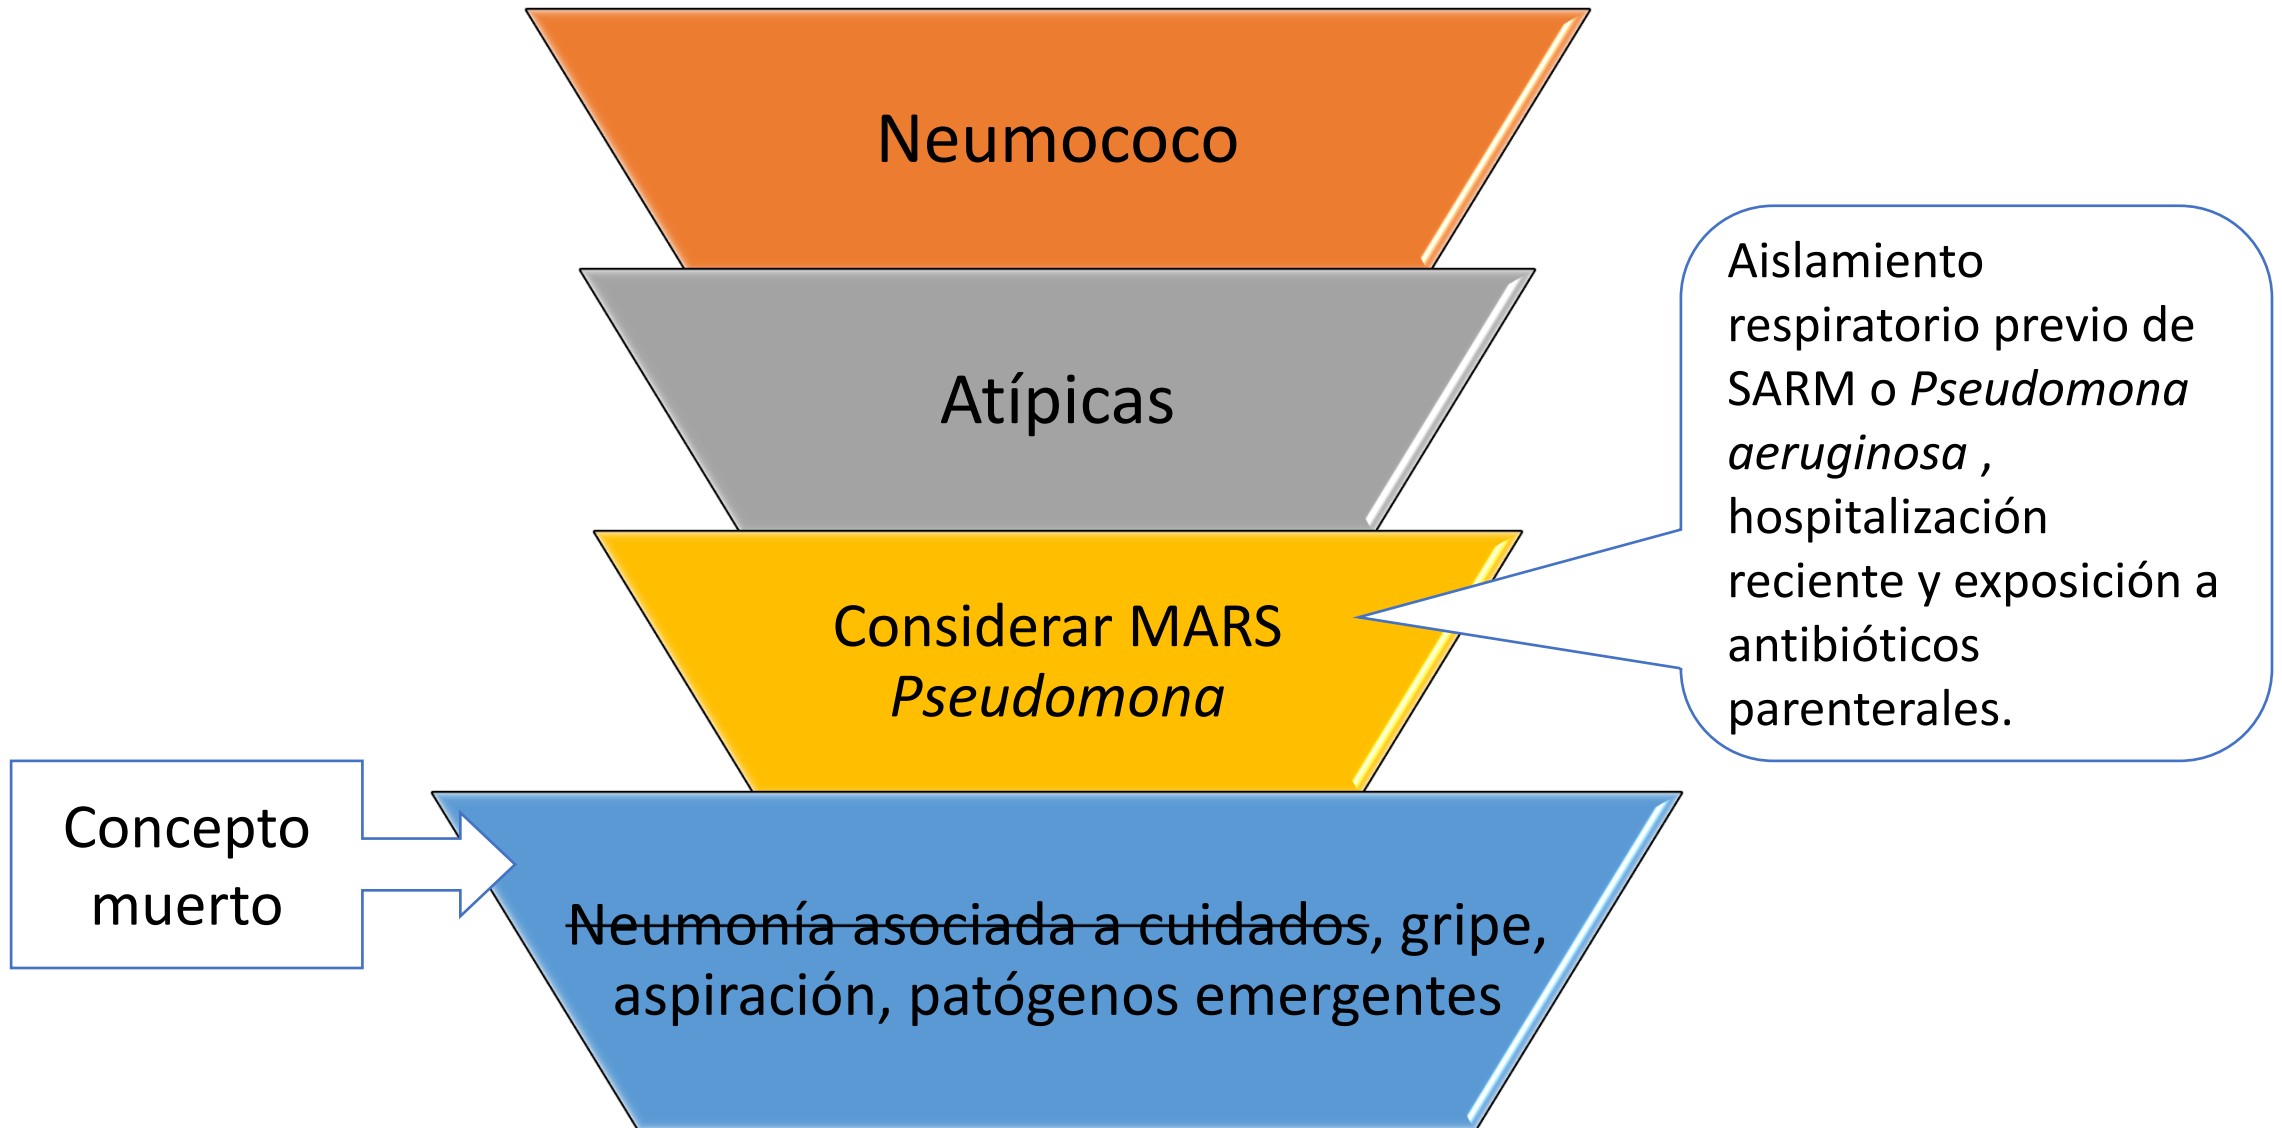 Neumococo
Atípicas
Considerar MARS
Pseudomona
Aislamiento
respiratorio previo de
SARM o Pseudomona
aeruginosa ,
hospitalización
reciente y exposición a
antibióticos
parenterales.
Concepto
muerto
Neumonía asociada a cuidados, gripe,
aspiración, patógenos emergentes